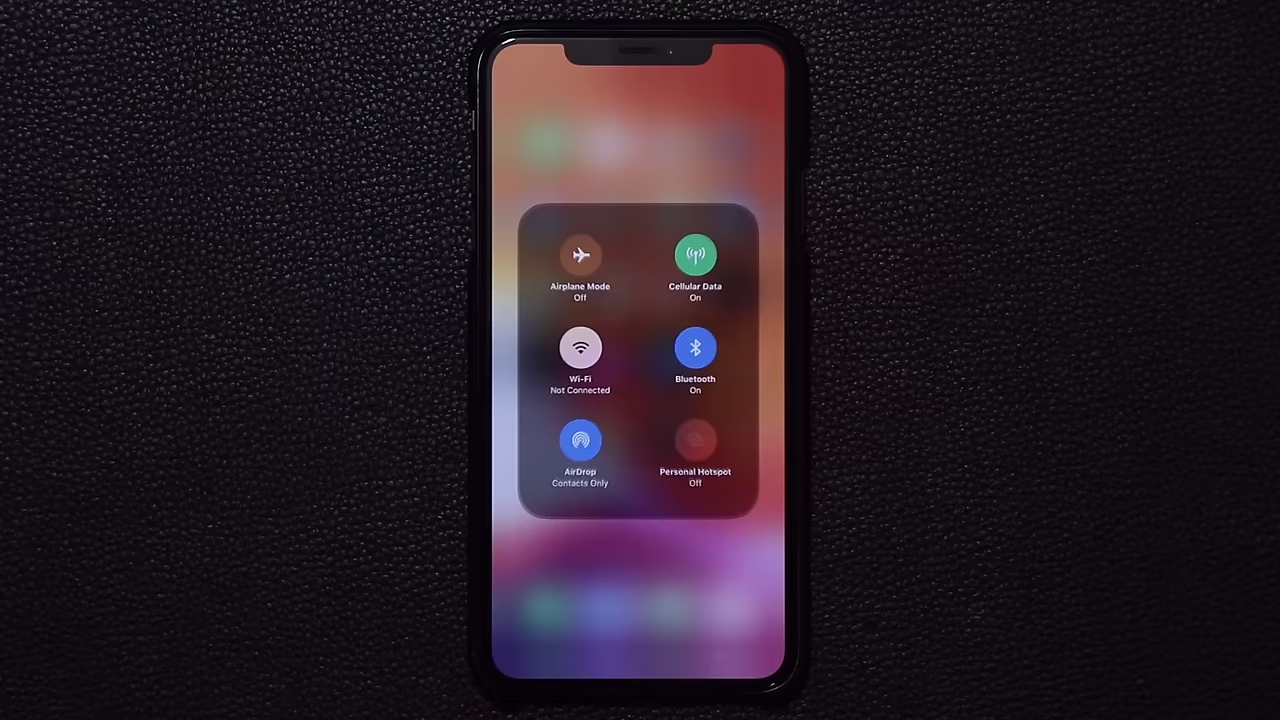 Airplane Mode
Off
Cellular Data
On
Wi-Fi
Not Connected
Bluetooth
On
AirDrop
Contacts Only
Personal Hotspot
Off